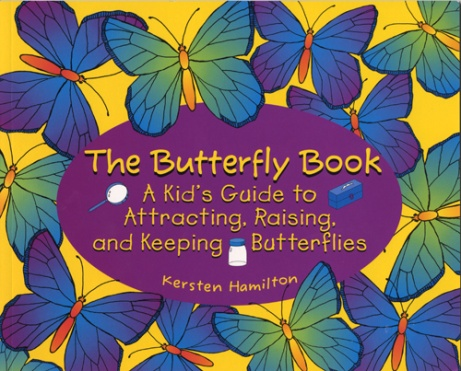 The Butterfly Book
A Kid's Guide to
Attracting, Raising,
and Keeping Butterflies
Kersten Hamilton